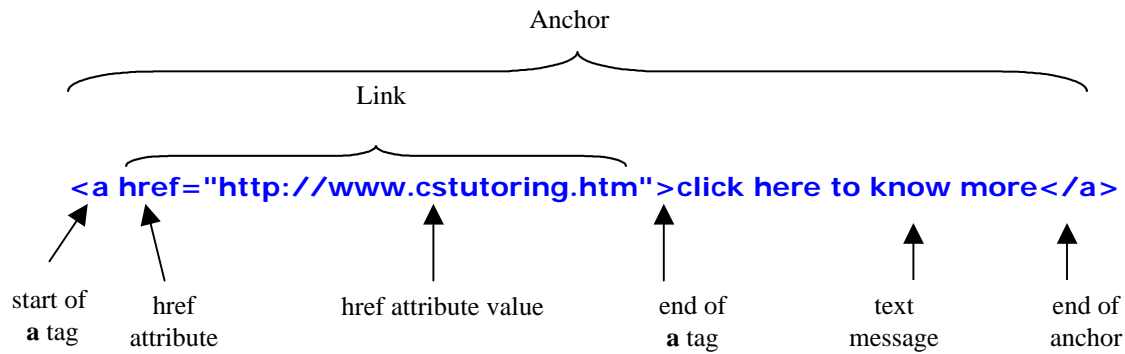 Anchor
Link
<a href="http://www.cstutoring.htm">click here to know more</a>
start of
a tag
href
attribute
href attribute value
end of
a tag
text
message
end of
anchor